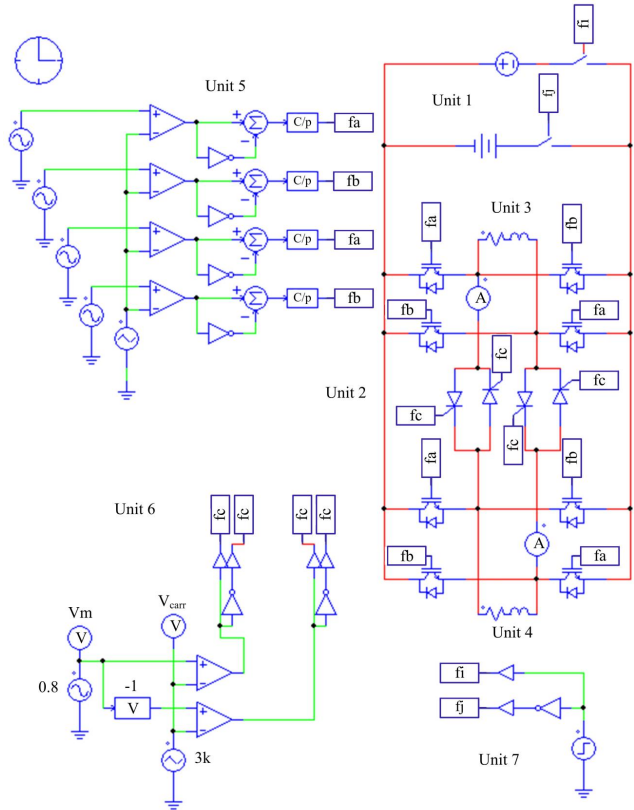 fi
Unit 5
Unit 1
fj
C/p
fa
C/p
fb
C/p
fa
C/p
fb
Unit 3
fa
fb
A
fb
fa
Unit 2
fc
fc
fc
fc
fa
fb
A
fb
fa
Unit 4
Unit 6
fc
fc
fc
fc
Vm
Vcarr
V
V
0.8
-1
V
3k
fi
fj
Unit 7